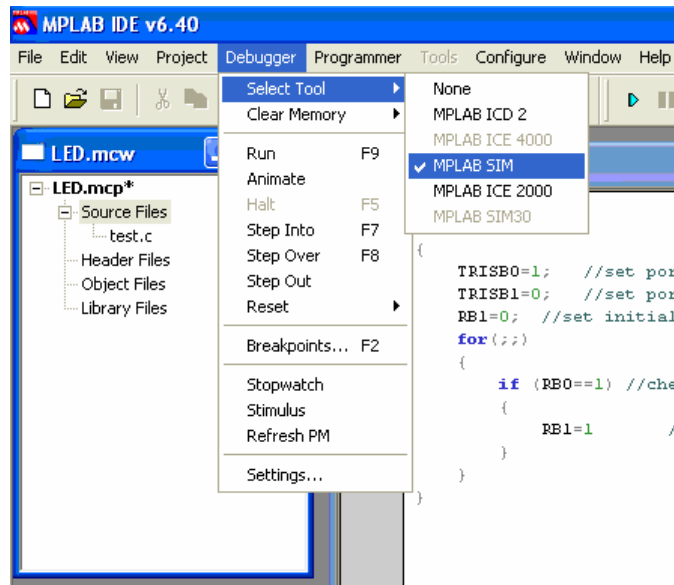 MPLAB IDE v6.40
File Edit View Project Debugger Programmer Tools Configure Window Help
Select Tool
Clear Memory
Run F9
Animate
Halt F5
Step Into F7
Step Over F8
Step Out
Reset
Breakpoints... F2
Stopwatch
Stimulus
Refresh PM
Settings...
None
MPLAB ICD 2
MPLAB ICE 4000
MPLAB SIM
MPLAB ICE 2000
MPLAB SIM30
LED.mcw
LED.mcp*
Source Files
test.c
Header Files
Object Files
Library Files
{
TRISB0=1; //set por
TRISB1=0; //set por
RB1=0; //set initial
for(;;)
{
if (RB0==1) //che
{
RB1=1 /
}
}
}